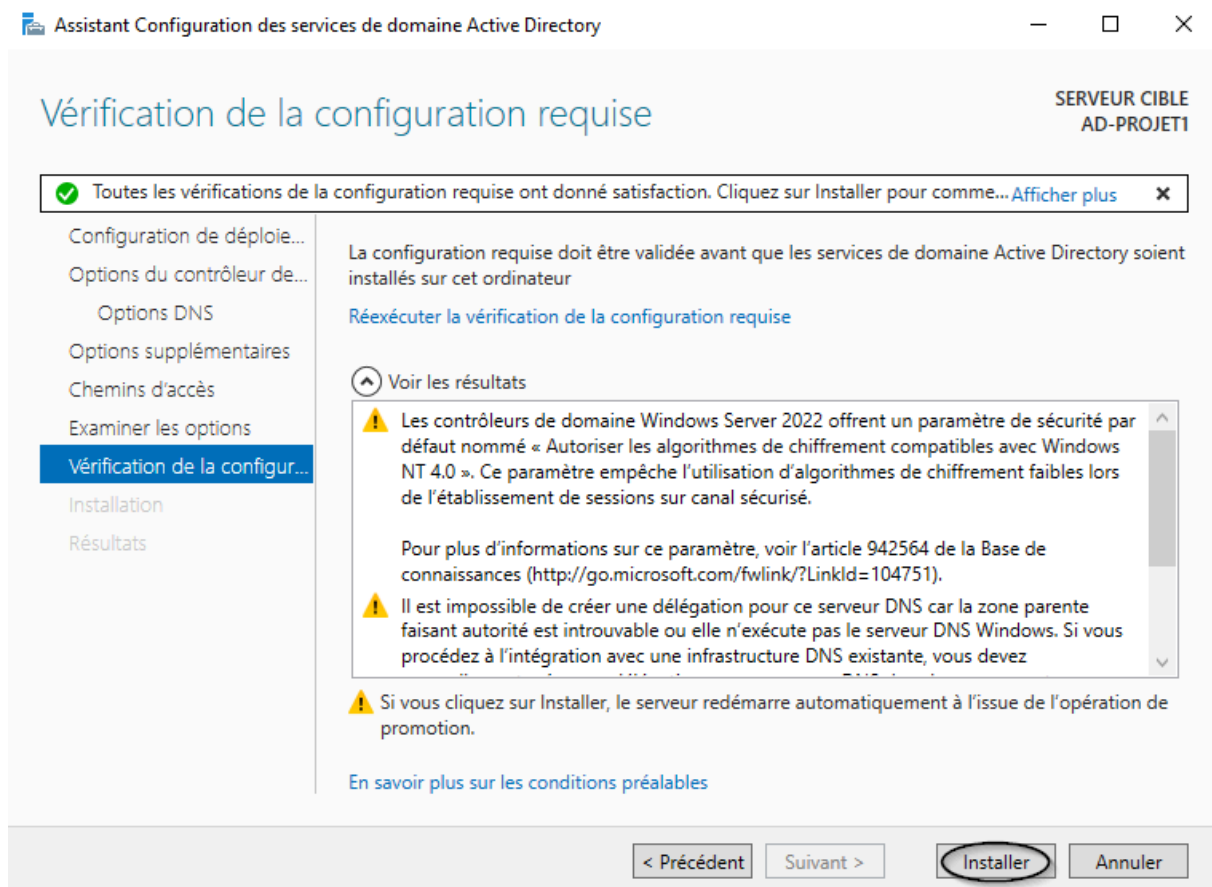 Assistant Configuration des services de domaine Active Directory
Vérification de la configuration requise
SERVEUR CIBLE
AD-PROJET1
Toutes les vérifications de la configuration requise ont donné satisfaction. Cliquez sur Installer pour comme... Afficher plus
Configuration de déploie...
Options du contrôleur de...
Options DNS
Options supplémentaires
Chemins d'accès
Examiner les options
Vérification de la configur...
Installation
Résultats
La configuration requise doit être validée avant que les services de domaine Active Directory soient
installés sur cet ordinateur
Réexécuter la vérification de la configuration requise
Voir les résultats
Les contrôleurs de domaine Windows Server 2022 offrent un paramètre de sécurité par
défaut nommé « Autoriser les algorithmes de chiffrement compatibles avec Windows
NT 4.0 ». Ce paramètre empêche l'utilisation d'algorithmes de chiffrement faibles lors
de l'établissement de sessions sur canal sécurisé.
Pour plus d'informations sur ce paramètre, voir l'article 942564 de la Base de
connaissances (http://go.microsoft.com/fwlink/?LinkId=104751).
Il est impossible de créer une délégation pour ce serveur DNS car la zone parente
faisant autorité est introuvable ou elle n'exécute pas le serveur DNS Windows. Si vous
procédez à l'intégration avec une infrastructure DNS existante, vous devez
Si vous cliquez sur Installer, le serveur redémarre automatiquement à l'issue de l'opération de
promotion.
En savoir plus sur les conditions préalables
< Précédent
Suivant >
Installer
Annuler